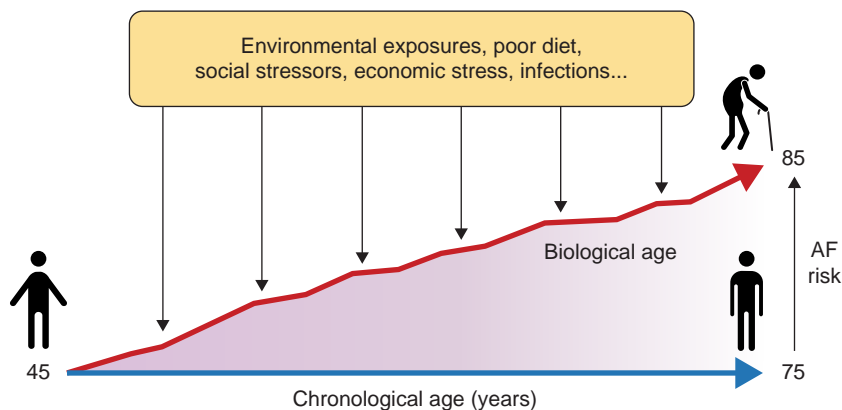 Environmental exposures, poor diet,
social stressors, economic stress, infections...
85
Biological age
AF
risk
45
75
Chronological age (years)